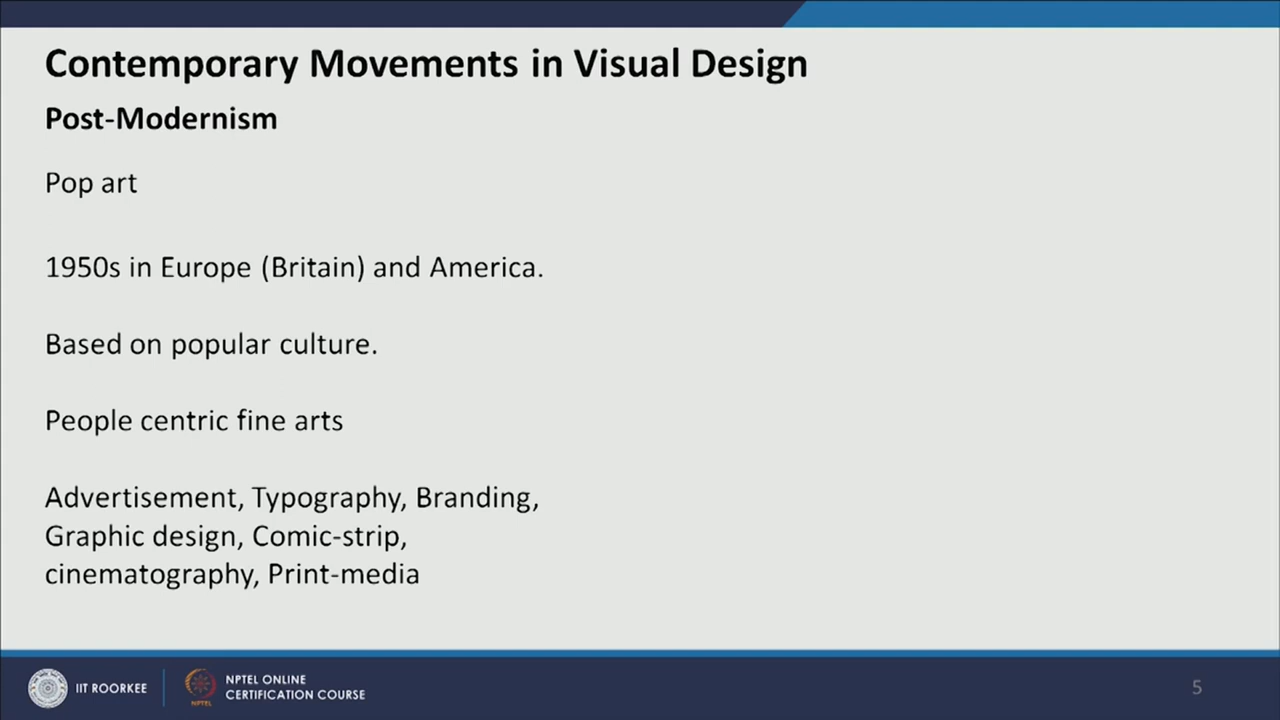 Contemporary Movements in Visual Design
Post-Modernism
Pop art
1950s in Europe (Britain) and America.
Based on popular culture.
People centric fine arts
Advertisement, Typography, Branding,
Graphic design, Comic-strip,
cinematography, Print-media
IIT ROORKEE
NPTEL
NPTEL ONLINE
CERTIFICATION COURSE
5